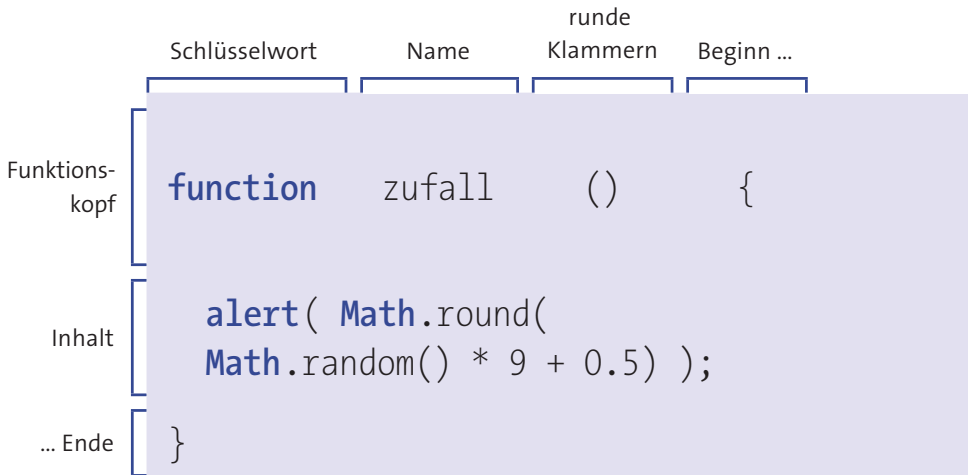 runde
Schlüsselwort Name Klammern Beginn ...
Funktions-
kopf
function zufall () {
Inhalt
alert( Math.round(
Math.random() * 9 + 0.5) );
... Ende
}